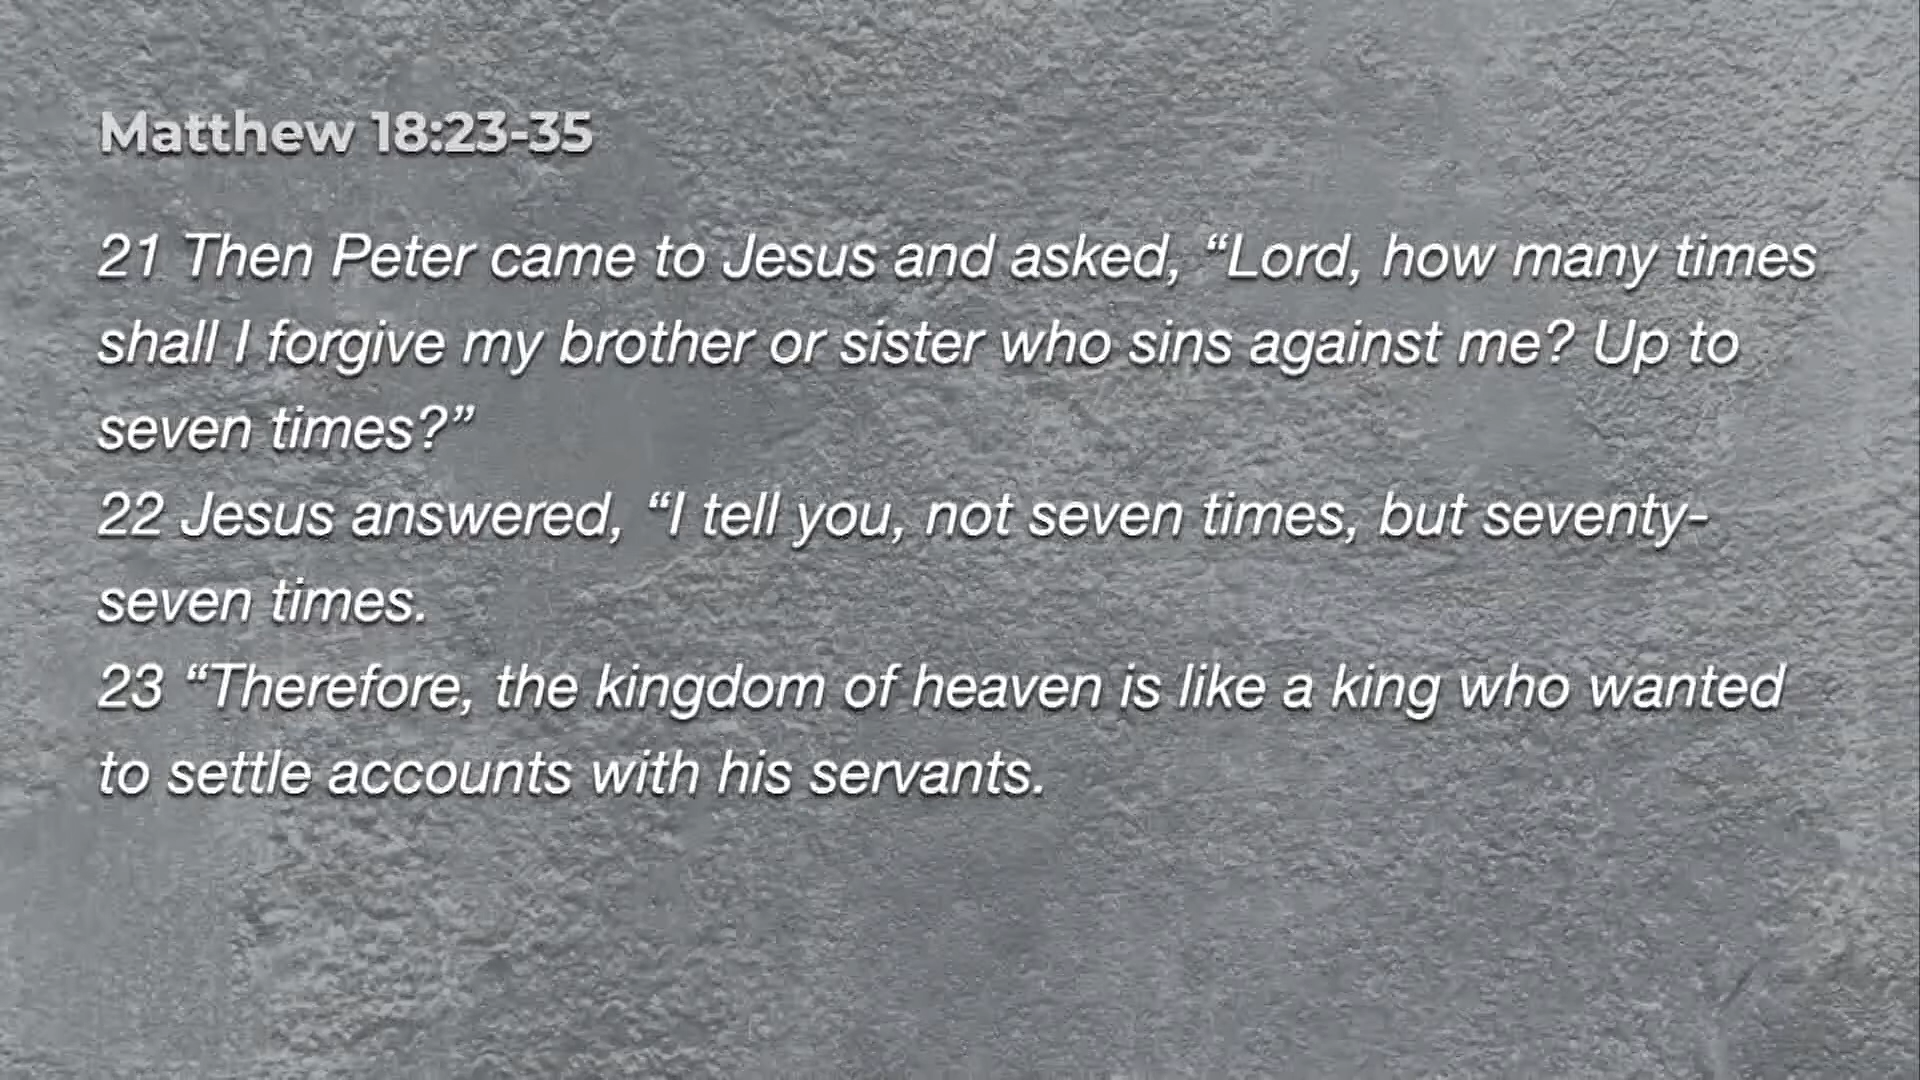 Matthew 18:23-35
21 Then Peter came to Jesus and asked, “Lord, how many times
shall I forgive my brother or sister who sins against me? Up to
seven times?”
22 Jesus answered, “I tell you, not seven times, but seventy-
seven times.
23 “Therefore, the kingdom of heaven is like a king who wanted
to settle accounts with his servants.